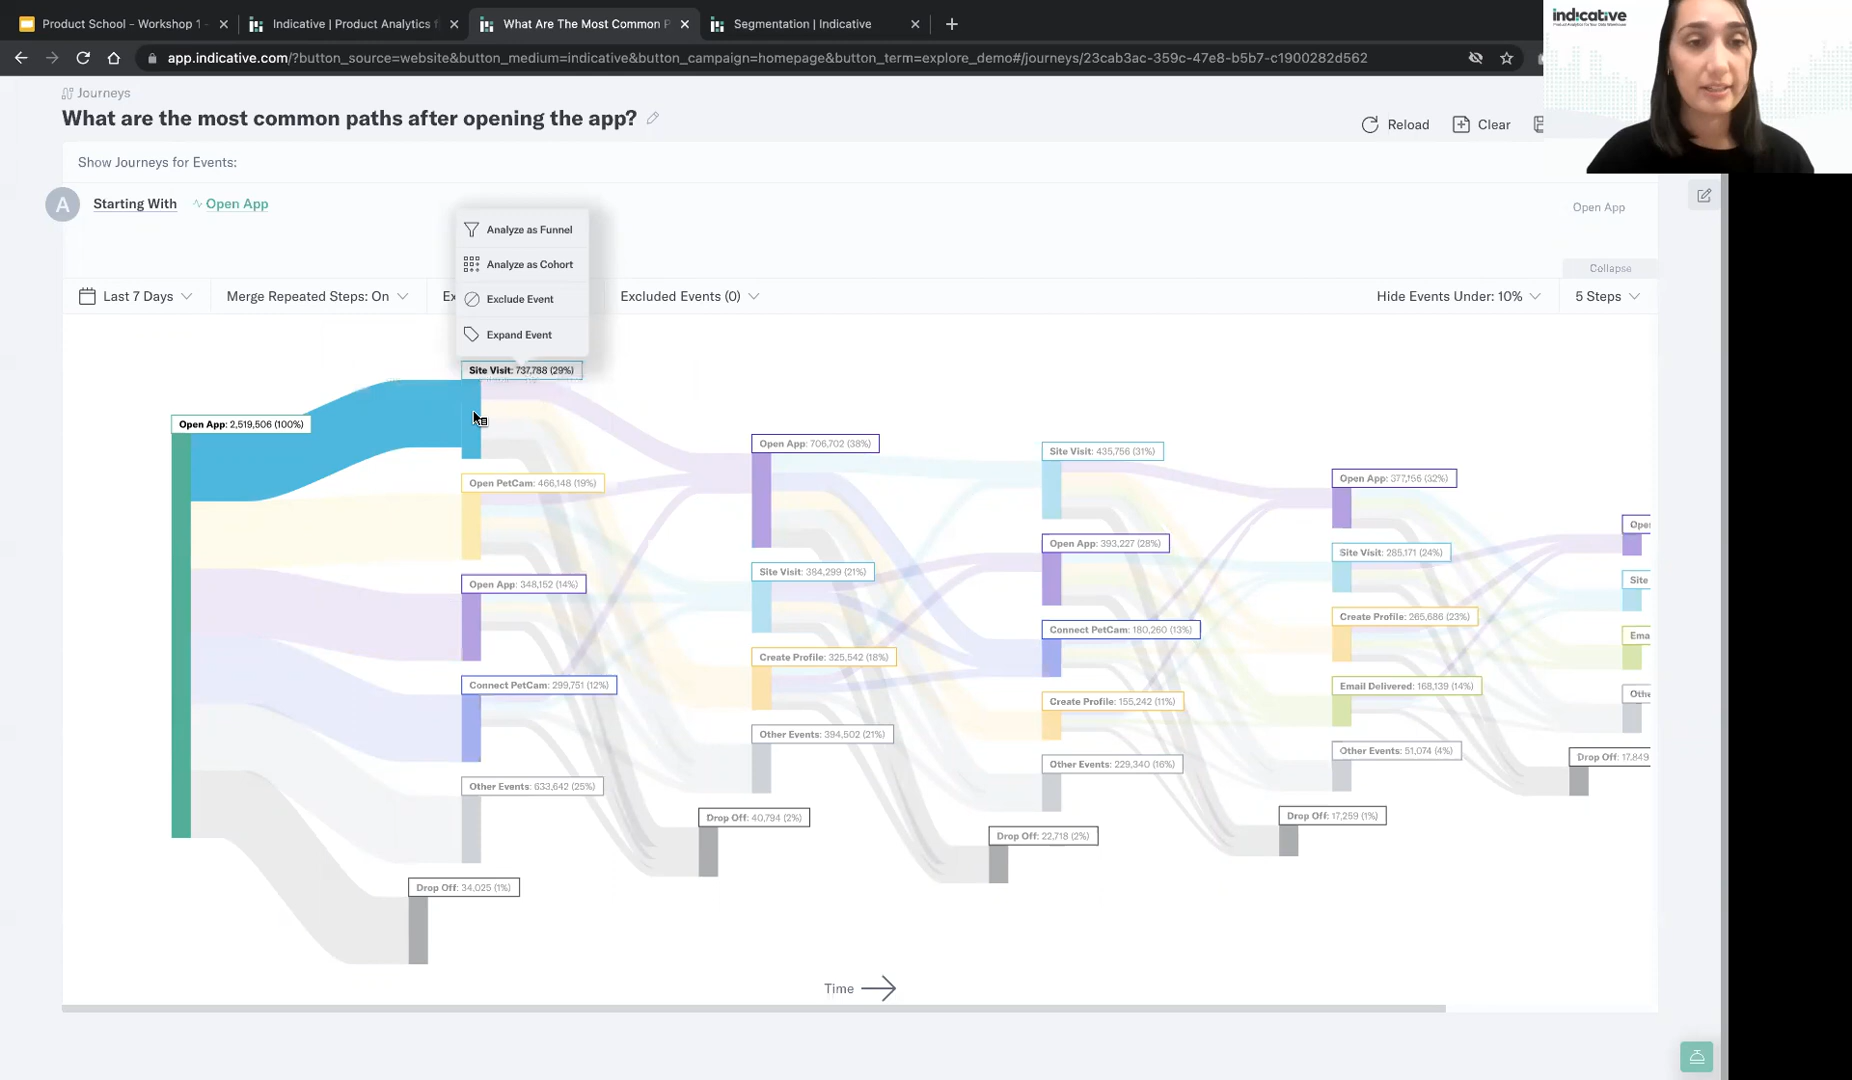 Product School – Workshop 1 -
Indicative | Product Analytics f
What Are The Most Common P
Segmentation | Indicative
app.indicative.com/?button_source=website&button_medium=indicative&button_campaign=homepage&button_term=explore_demo#/journeys/23cab3ac-359c-47e8-b5b7-c1900282d562
indicative
Journeys
What are the most common paths after opening the app?
Reload
Clear
Show Journeys for Events:
A
Starting With
Open App
Open App
Analyze as Funnel
Analyze as Cohort
Exclude Event
Expand Event
Collapse
Last 7 Days
Merge Repeated Steps: On
Ex
Excluded Events (0)
Hide Events Under: 10%
5 Steps
Site Visit: 737,788 (29%)
Open App: 2,519,506 (100%)
Open PetCam: 466,148 (19%)
Open App: 348,152 (14%)
Connect PetCam: 299,751 (12%)
Other Events: 633,642 (25%)
Drop Off: 34,025 (1%)
Open App: 706,702 (38%)
Site Visit: 384,299 (21%)
Create Profile: 325,542 (18%)
Other Events: 394,502 (21%)
Drop Off: 40,794 (2%)
Site Visit: 435,756 (31%)
Open App: 393,227 (28%)
Connect PetCam: 180,260 (13%)
Create Profile: 155,242 (11%)
Other Events: 229,340 (16%)
Drop Off: 22,718 (2%)
Open App: 377,156 (32%)
Site Visit: 285,171 (24%)
Create Profile: 265,686 (23%)
Email Delivered: 168,139 (14%)
Other Events: 51,074 (4%)
Drop Off: 17,259 (1%)
Ope
Site
Ema
Othe
Drop Off: 17,849
Time